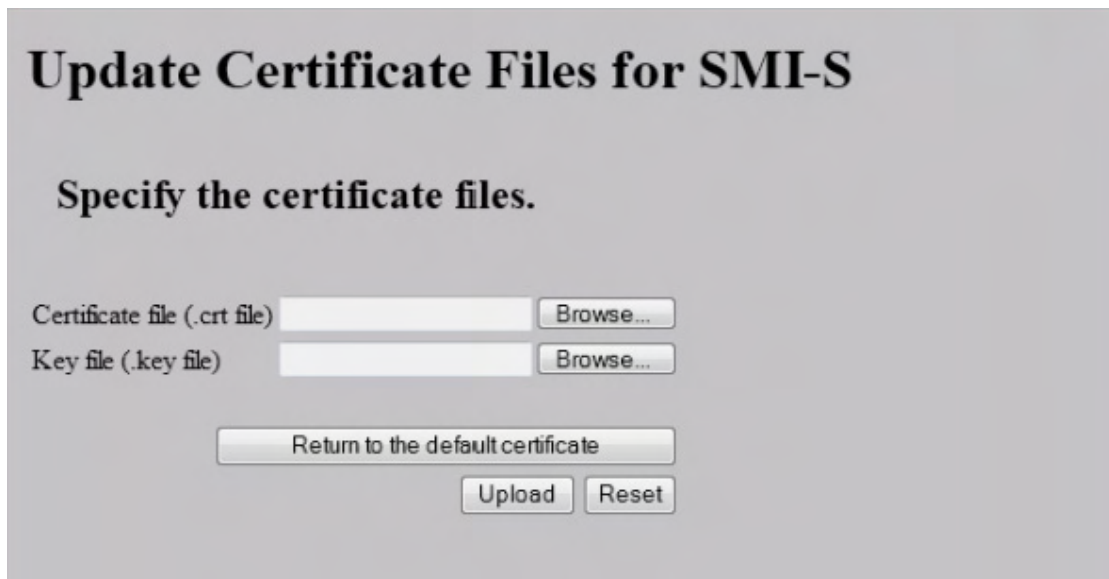 Update Certificate Files for SMI-S
Specify the certificate files.
Certificate file (.crt file) Browse...
Key file (.key file) Browse...
Return to the default certificate
Upload Reset